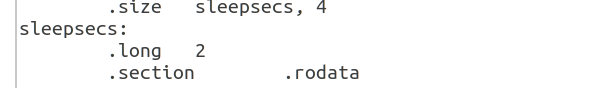 .size sleepsecs, 4
sleepsecs:
.long 2
.section .rodata